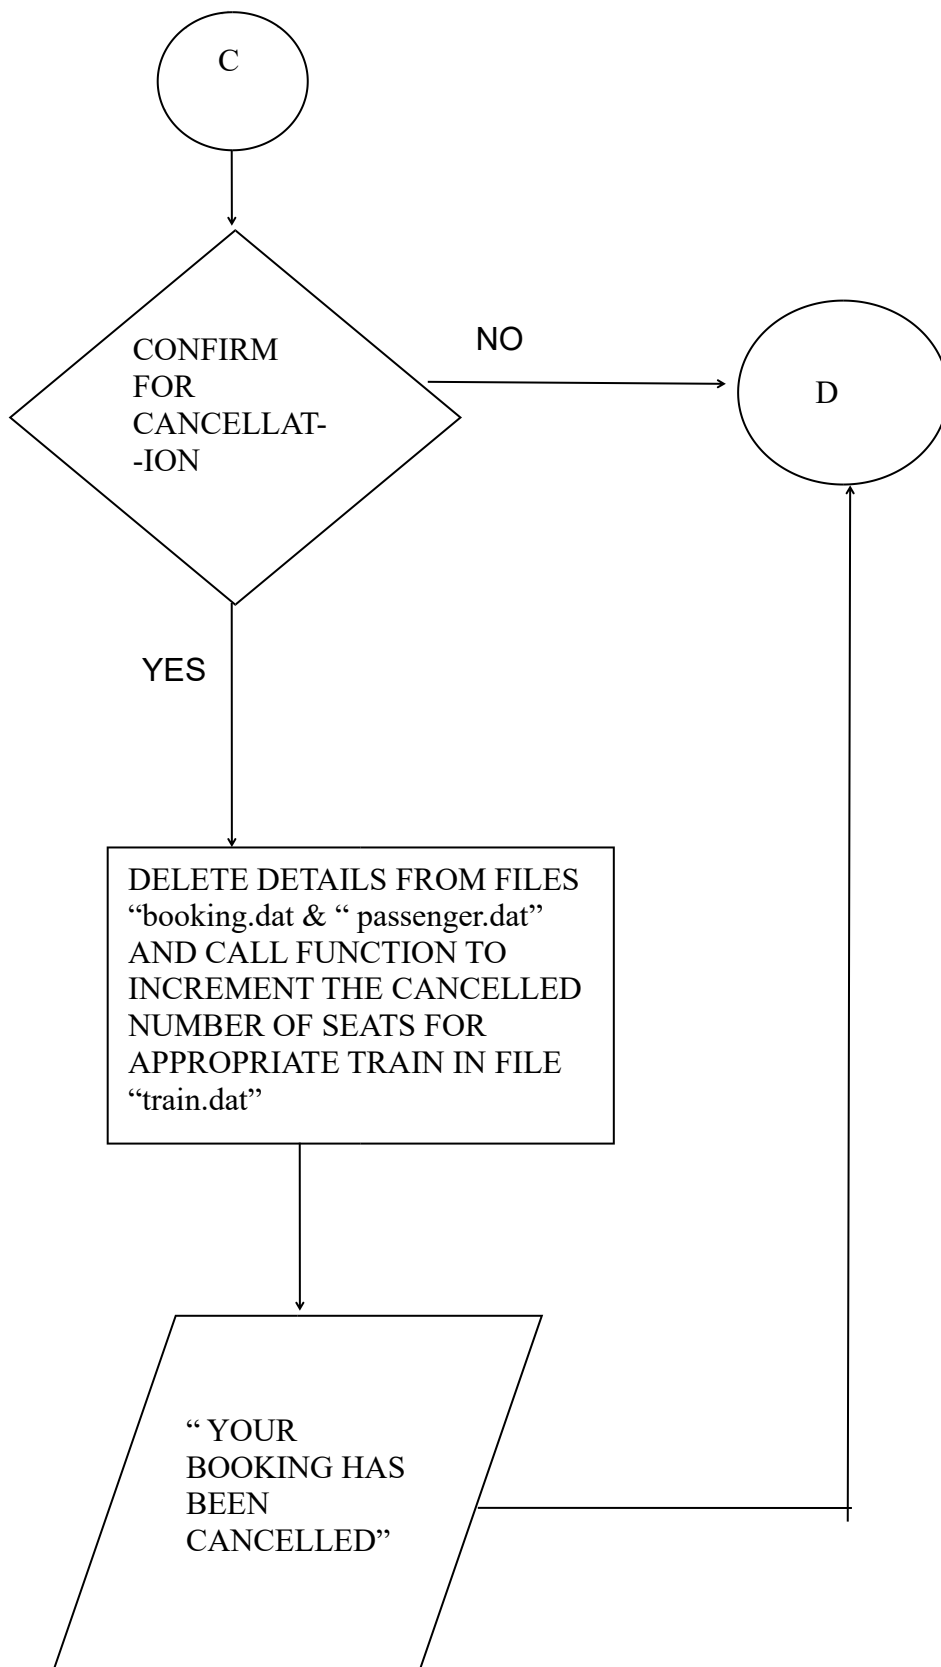 C
CONFIRM
FOR
CANCELLAT-
-ION
NO
D
YES
DELETE DETAILS FROM FILES
“booking.dat & “ passenger.dat”
AND CALL FUNCTION TO
INCREMENT THE CANCELLED
NUMBER OF SEATS FOR
APPROPRIATE TRAIN IN FILE
“train.dat”
“ YOUR
BOOKING HAS
BEEN
CANCELLED”